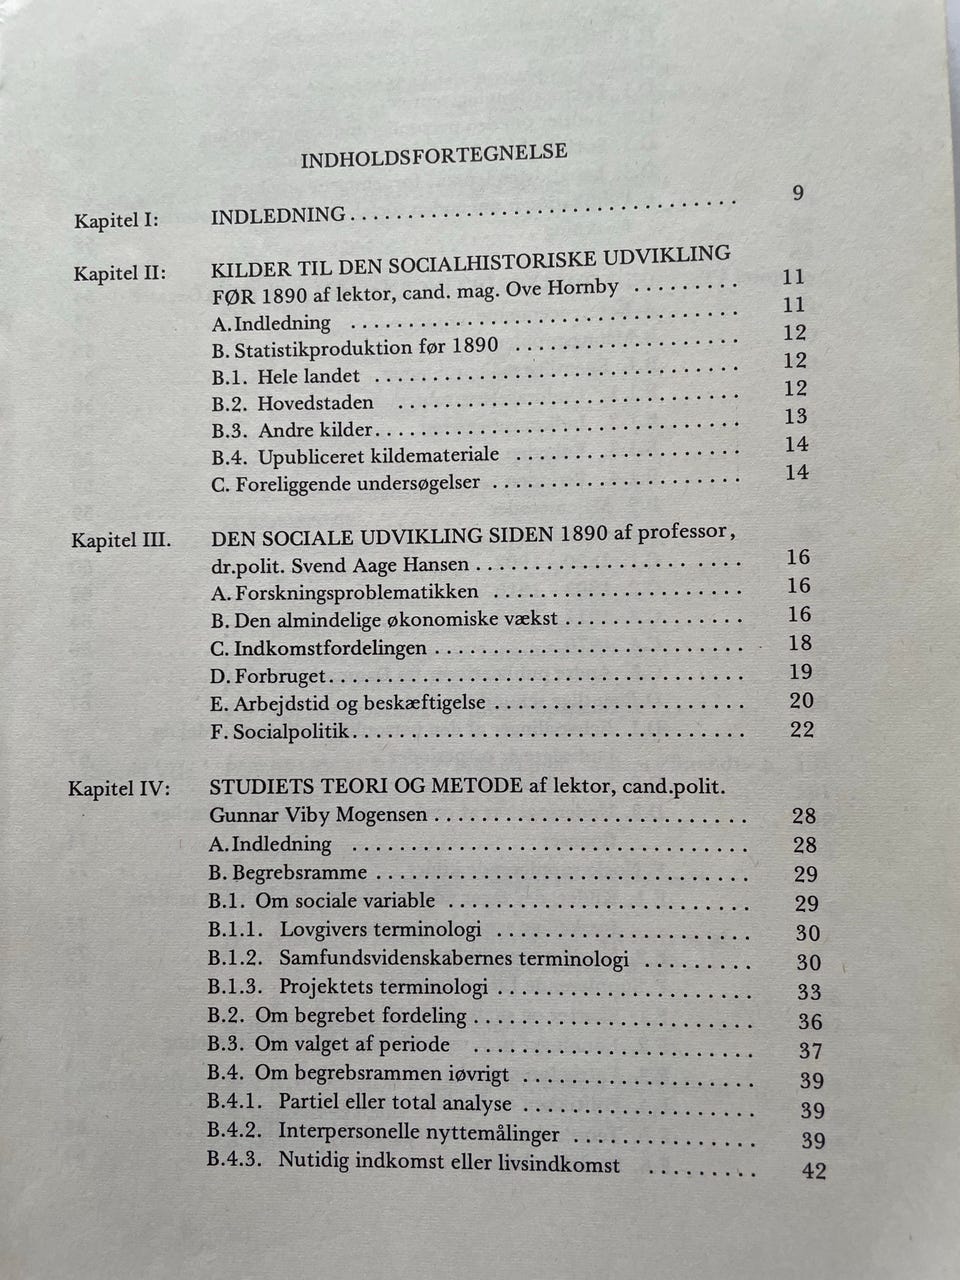 INDHOLDSFORTEGNELSE
Kapitel I: INDLEDNING. . . . . . . . . . . . . . . . . . . . . . . . . . . . . . . . . . 9
Kapitel II: KILDER TIL DEN SOCIALHISTORISKE UDVIKLING
FØR 1890 af lektor, cand. mag. Ove Hornby . . . . . . . . . 11
A. Indledning . . . . . . . . . . . . . . . . . . . . . . . . . . . . . . . . . . 11
B. Statistikproduktion før 1890 . . . . . . . . . . . . . . . . . . . . 12
B.1. Hele landet . . . . . . . . . . . . . . . . . . . . . . . . . . . . . . . . 12
B.2. Hovedstaden . . . . . . . . . . . . . . . . . . . . . . . . . . . . . . 12
B.3. Andre kilder. . . . . . . . . . . . . . . . . . . . . . . . . . . . . . . . 13
B.4. Upubliceret kildemateriale . . . . . . . . . . . . . . . . . . . . 14
C. Foreliggende undersøgelser . . . . . . . . . . . . . . . . . . . . . . 14
Kapitel III. DEN SOCIALE UDVIKLING SIDEN 1890 af professor,
dr.polit. Svend Aage Hansen . . . . . . . . . . . . . . . . . . . . . . . 16
A. Forskningsproblematikken . . . . . . . . . . . . . . . . . . . . . . 16
B. Den almindelige økonomiske vækst . . . . . . . . . . . . . . . . 16
C. Indkomstfordelingen . . . . . . . . . . . . . . . . . . . . . . . . . . . 18
D. Forbruget. . . . . . . . . . . . . . . . . . . . . . . . . . . . . . . . . . . . 19
E. Arbejdstid og beskæftigelse . . . . . . . . . . . . . . . . . . . . . . 20
F. Socialpolitik. . . . . . . . . . . . . . . . . . . . . . . . . . . . . . . . . . 22
Kapitel IV: STUDIETS TEORI OG METODE af lektor, cand.polit.
Gunnar Viby Mogensen . . . . . . . . . . . . . . . . . . . . . . . . . . . 28
A. Indledning . . . . . . . . . . . . . . . . . . . . . . . . . . . . . . . . . . 28
B. Begrebsramme . . . . . . . . . . . . . . . . . . . . . . . . . . . . . . . . 29
B.1. Om sociale variable . . . . . . . . . . . . . . . . . . . . . . . . . . 29
B.1.1. Lovgivers terminologi . . . . . . . . . . . . . . . . . . . . . . 30
B.1.2. Samfundsvidenskabernes terminologi . . . . . . . . . 30
B.1.3. Projektets terminologi . . . . . . . . . . . . . . . . . . . . . . 33
B.2. Om begrebet fordeling . . . . . . . . . . . . . . . . . . . . . . . . 36
B.3. Om valget af periode . . . . . . . . . . . . . . . . . . . . . . . . 37
B.4. Om begrebsrammen iøvrigt . . . . . . . . . . . . . . . . . . . . 39
B.4.1. Partiel eller total analyse . . . . . . . . . . . . . . . . . . . . 39
B.4.2. Interpersonelle nyttemålinger . . . . . . . . . . . . . . . . 39
B.4.3. Nutidig indkomst eller livsindkomst . . . . . . . . . 42